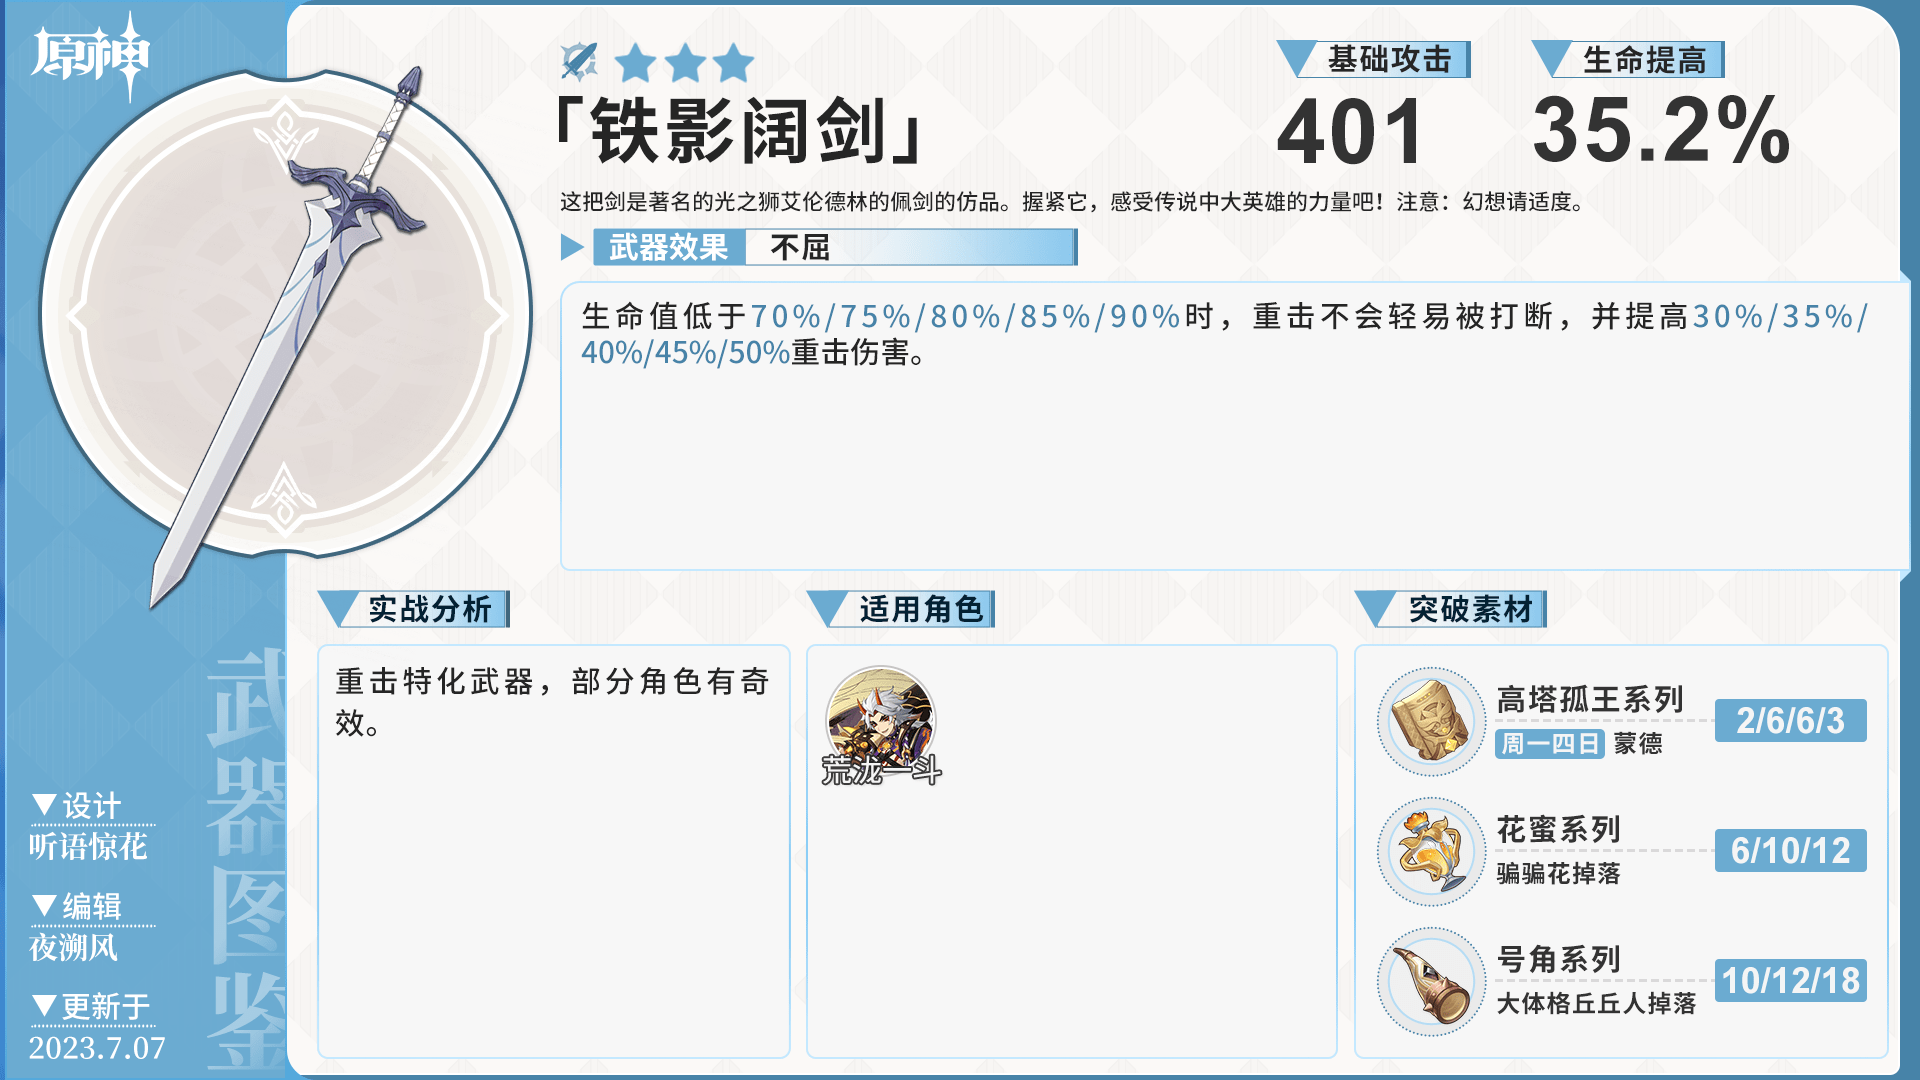 原神
「铁影阔剑」
基础攻击
401
生命提高
35.2%
这把剑是著名的光之狮艾伦德林的佩剑的仿品。握紧它，感受传说中大英雄的力量吧！注意：幻想请适度。
武器效果 不屈
生命值低于70%/75%/80%/85%/90%时，重击不会轻易被打断，并提高30%/35%/
40%/45%/50%重击伤害。
实战分析
重击特化武器，部分角色有奇
效。
适用角色
荒泷一斗
突破素材
高塔孤王系列
周一四日 蒙德
2/6/6/3
花蜜系列
骗骗花掉落
6/10/12
号角系列
大体格丘丘人掉落
10/12/18
武器图鉴
设计
听语惊花
编辑
夜溯风
更新于
2023.7.07